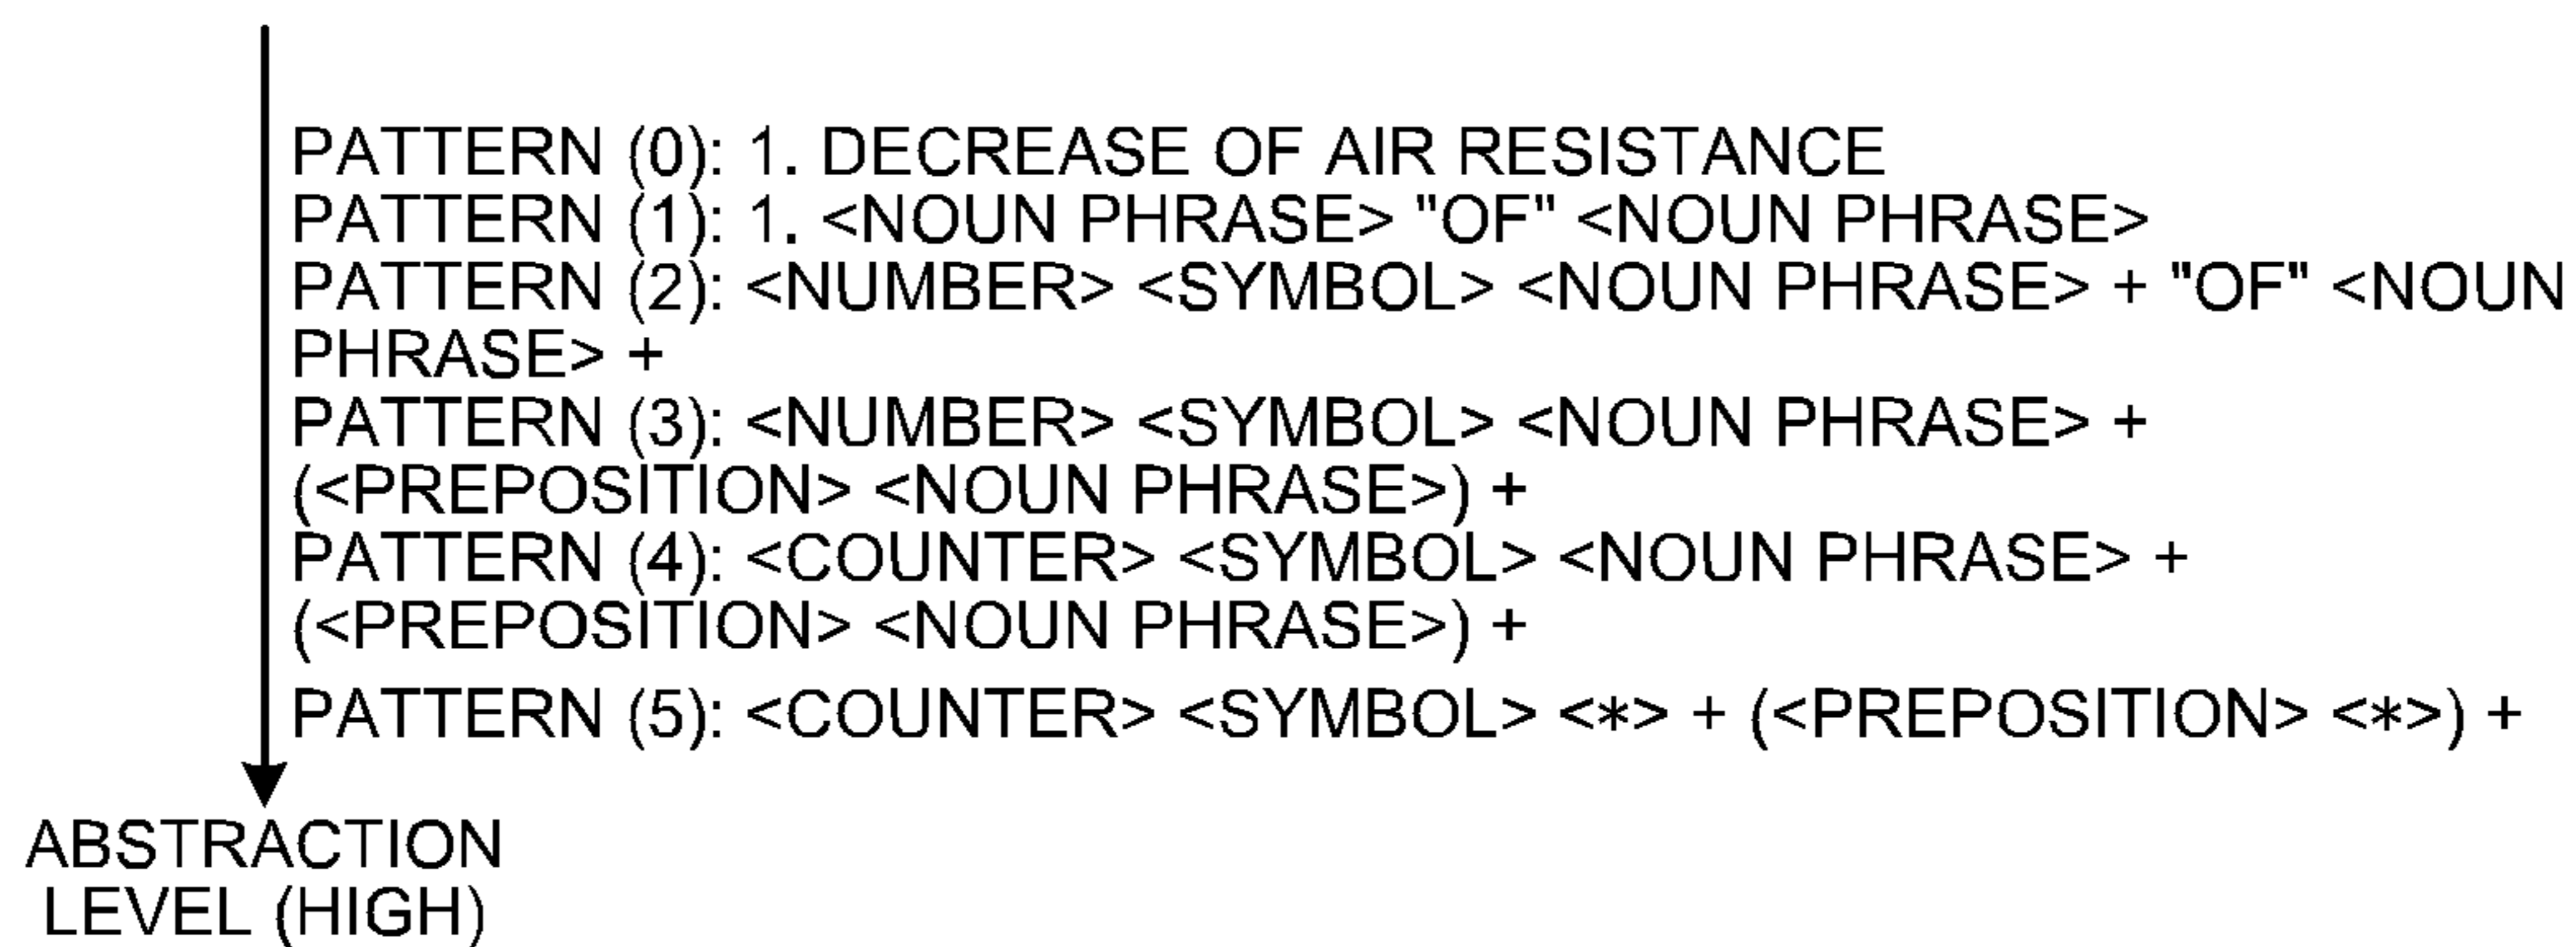 PATTERN (0): 1. DECREASE OF AIR RESISTANCE
PATTERN (1): 1. <NOUN PHRASE> "OF" <NOUN PHRASE>
PATTERN (2): <NUMBER> <SYMBOL> <NOUN PHRASE> + "OF" <NOUN
PHRASE> +
PATTERN (3): <NUMBER> <SYMBOL> <NOUN PHRASE> +
(<PREPOSITION> <NOUN PHRASE>) +
PATTERN (4): <COUNTER> <SYMBOL> <NOUN PHRASE> +
(<PREPOSITION> <NOUN PHRASE>) +
PATTERN (5): <COUNTER> <SYMBOL> <*> + (<PREPOSITION> <*>) +
ABSTRACTION
LEVEL (HIGH)